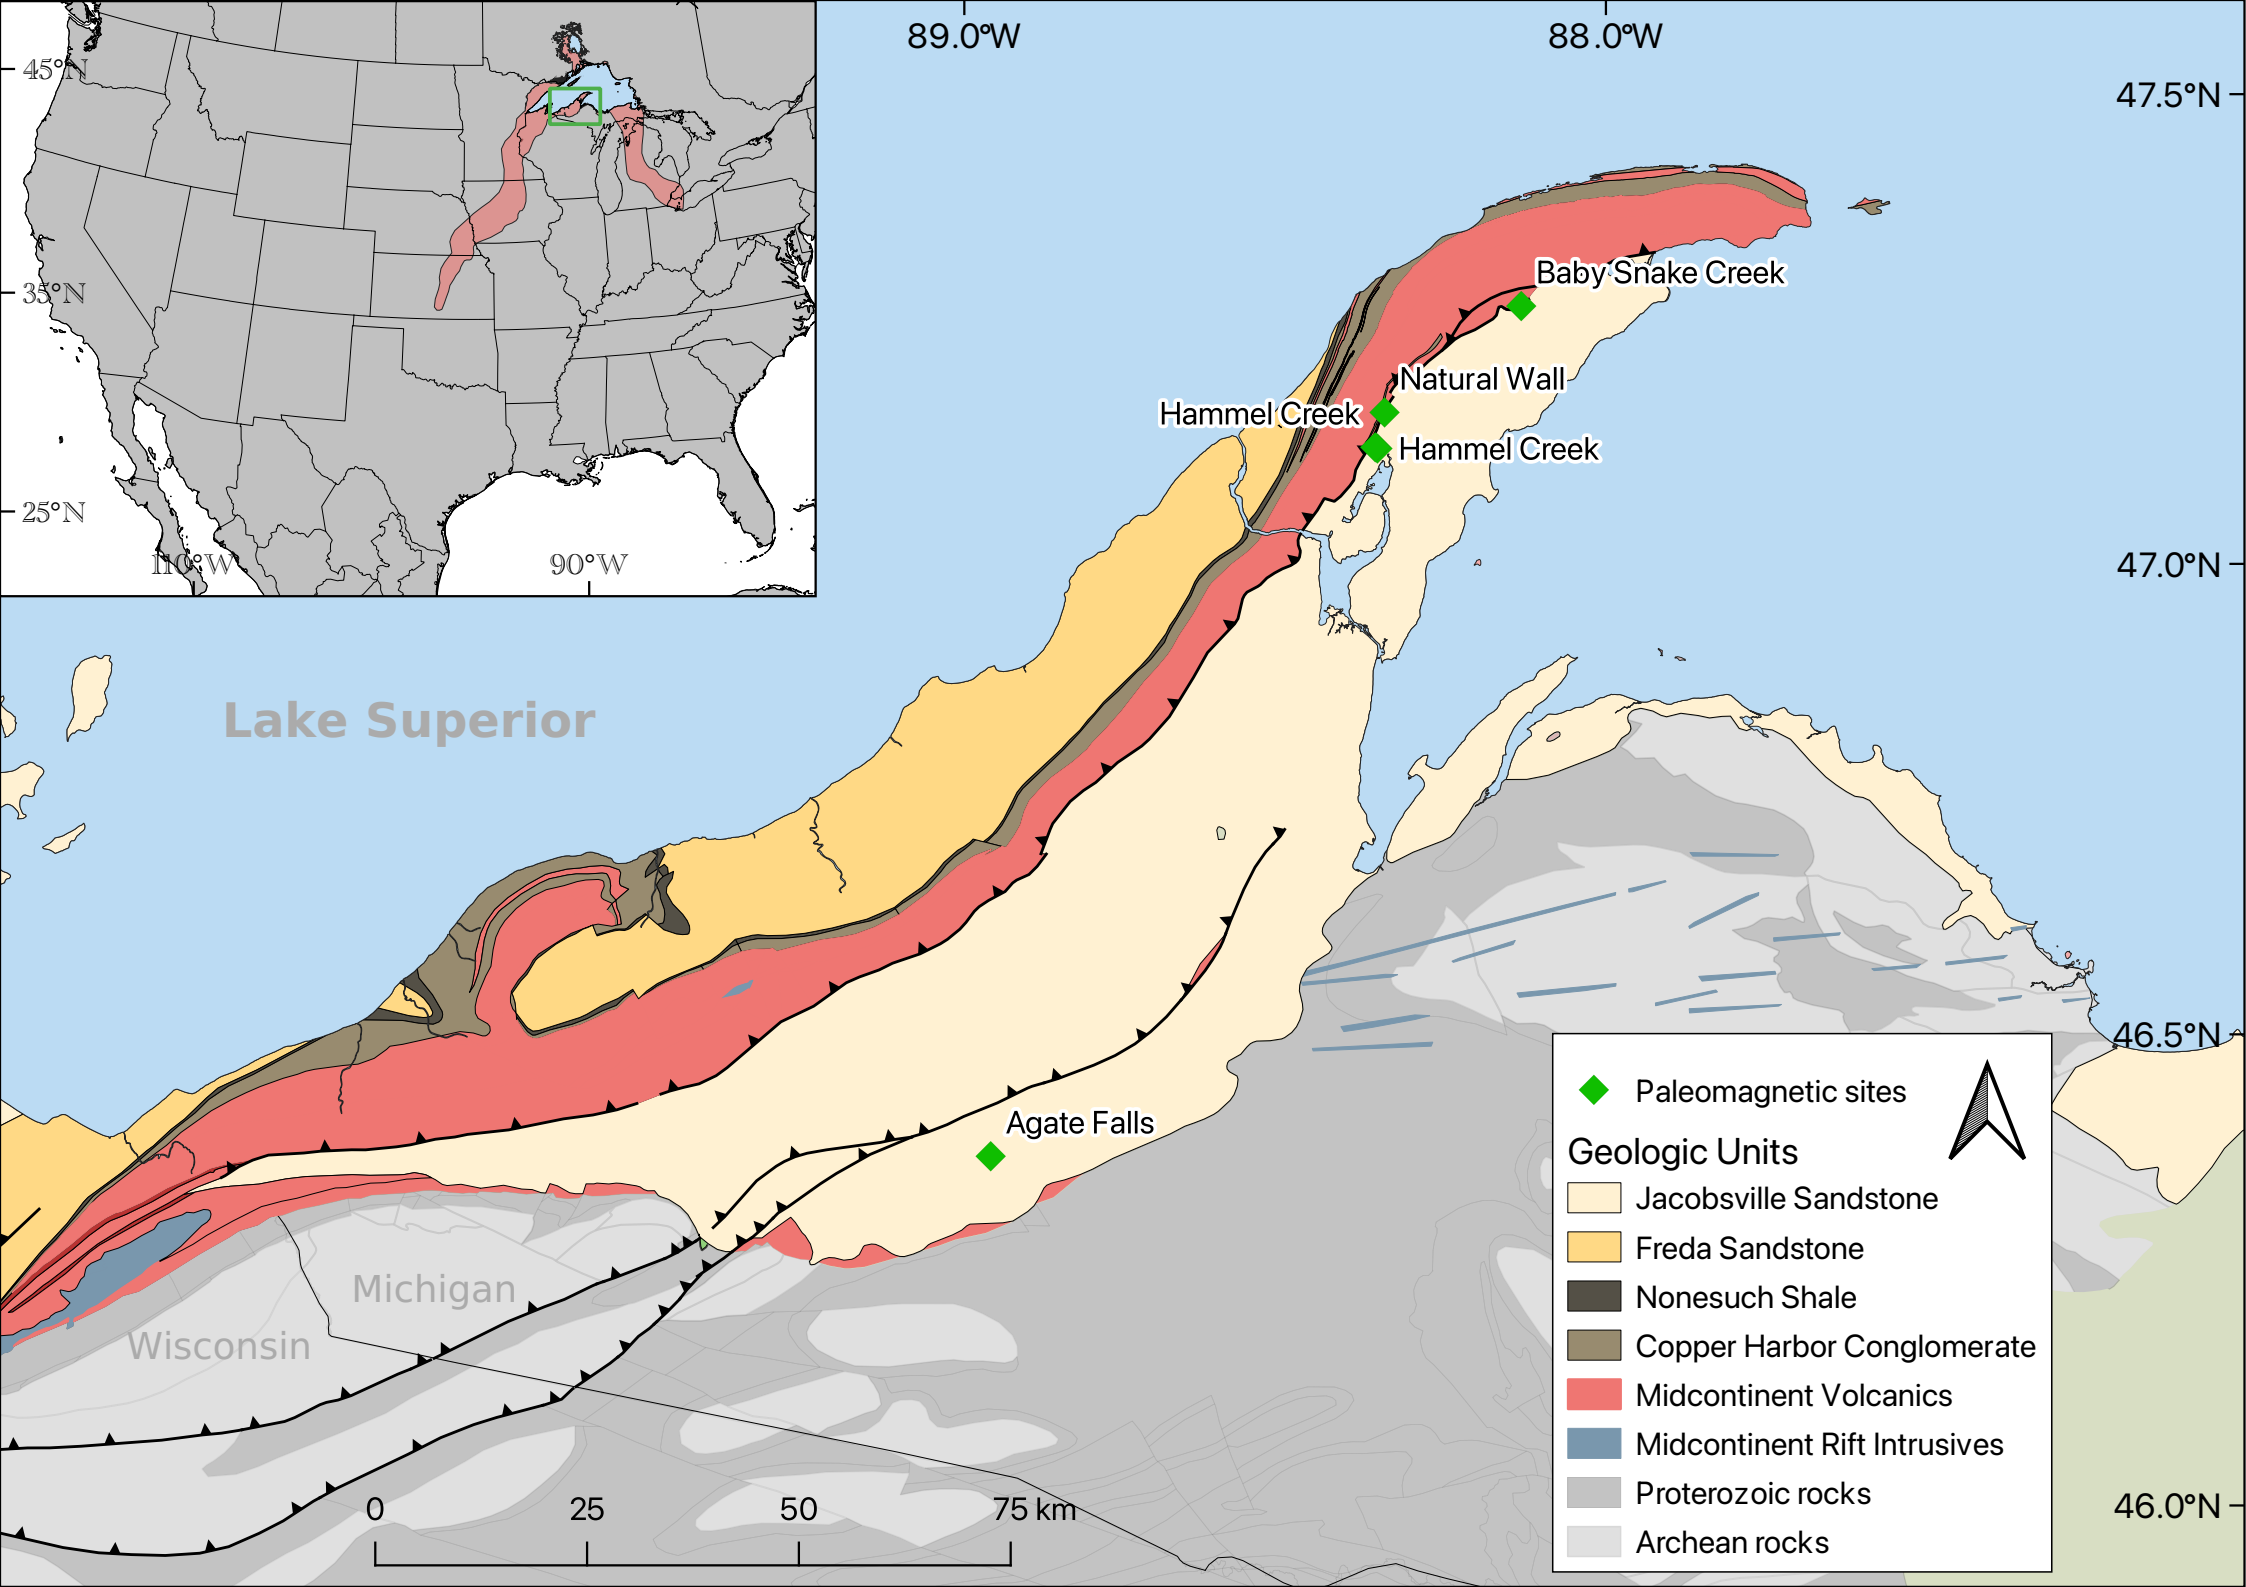 89.0°W
88.0°W
47.5°N
45°N
35°N
25°N
110°W
90°W
Baby Snake Creek
Natural Wall
Hammel Creek
Hammel Creek
47.0°N
Lake Superior
46.5°N
Agate Falls
Michigan
Wisconsin
Paleomagnetic sites
Geologic Units
Jacobsville Sandstone
Freda Sandstone
Nonesuch Shale
Copper Harbor Conglomerate
Midcontinent Volcanics
Midcontinent Rift Intrusives
Proterozoic rocks
Archean rocks
46.0°N
0 25 50 75 km